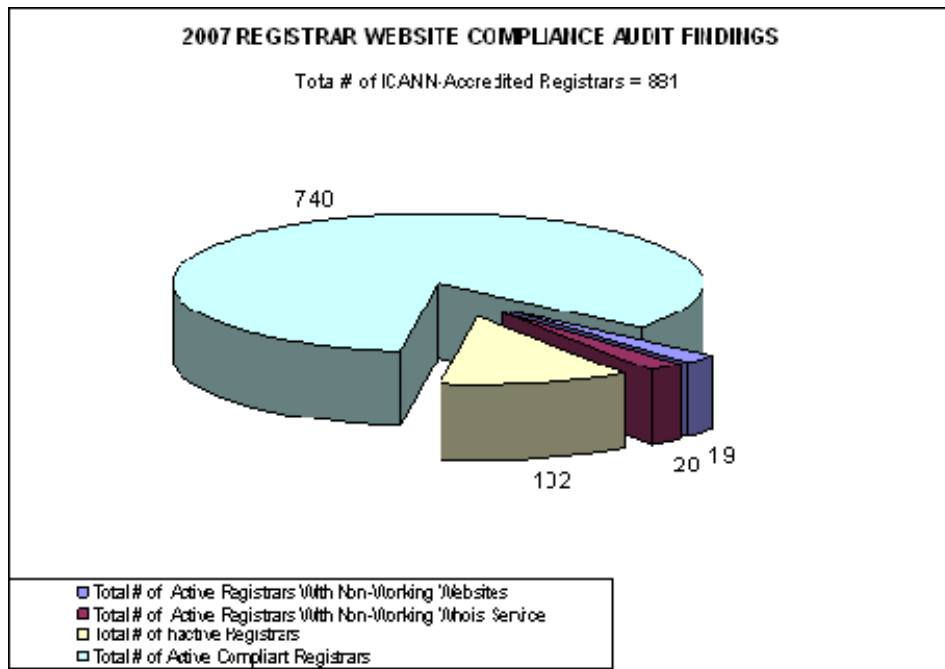 2007 REGISTRAR WEBSITE COMPLIANCE AUDIT FINDINGS
Tota # of ICANN-Accredited Registrars = 881
740
19
20
102
Total # of Active Registrars With Non-Working Websites
Total # of Active Registrars With Non-Working Whois Service
Total # of Inactive Registrars
Total # of Active Compliant Registrars